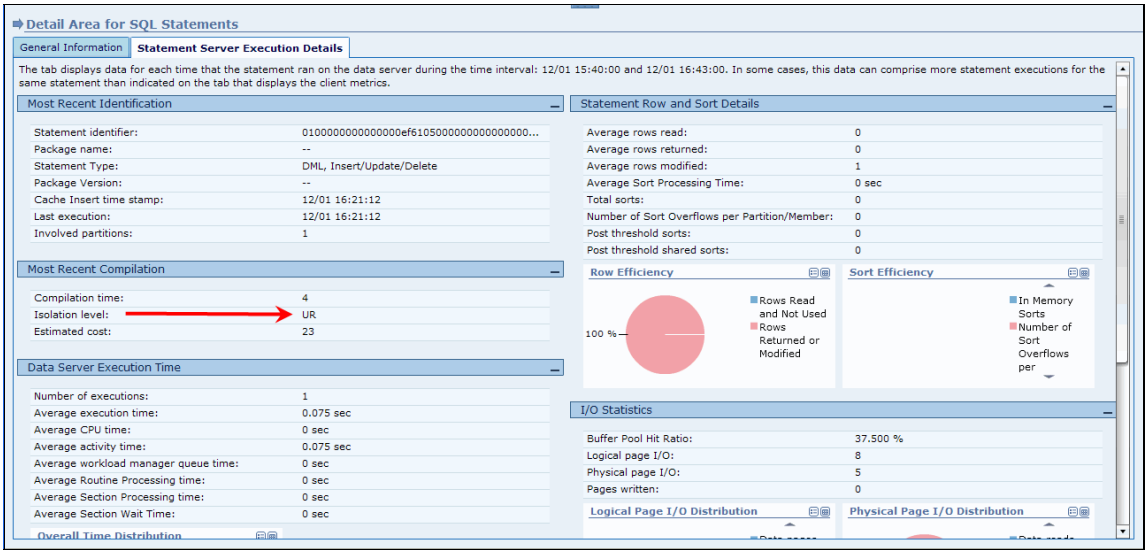 Detail Area for SQL Statements
General Information
Statement Server Execution Details
The tab displays data for each time that the statement ran on the data server during the time interval: 12/01 15:40:00 and 12/01 16:43:00. In some cases, this data can comprise more statement executions for the
same statement than indicated on the tab that displays the client metrics.
Most Recent Identification
Statement identifier: 0100000000000000ef6105000000000000000...
Package name: --
Statement Type: DML, Insert/Update/Delete
Package Version: --
Cache Insert time stamp: 12/01 16:21:12
Last execution: 12/01 16:21:12
Involved partitions: 1
Most Recent Compilation
Compilation time: 4
Isolation level: UR
Estimated cost: 23
Data Server Execution Time
Number of executions: 1
Average execution time: 0.075 sec
Average CPU time: 0 sec
Average activity time: 0.075 sec
Average workload manager queue time: 0 sec
Average Routine Processing time: 0 sec
Average Section Processing time: 0 sec
Average Section Wait Time: 0 sec
Overall Time Distribution
Statement Row and Sort Details
Average rows read: 0
Average rows returned: 0
Average rows modified: 1
Average Sort Processing Time: 0 sec
Total sorts: 0
Number of Sort Overflows per Partition/Member: 0
Post threshold sorts: 0
Post threshold shared sorts: 0
Row Efficiency
100 %
Rows Read
and Not Used
Rows
Returned or
Modified
Sort Efficiency
In Memory
Sorts
Number of
Sort
Overflows
per
I/O Statistics
Buffer Pool Hit Ratio: 37.500 %
Logical page I/O: 8
Physical page I/O: 5
Pages written: 0
Logical Page I/O Distribution
Data pages
Physical Page I/O Distribution
Data reads